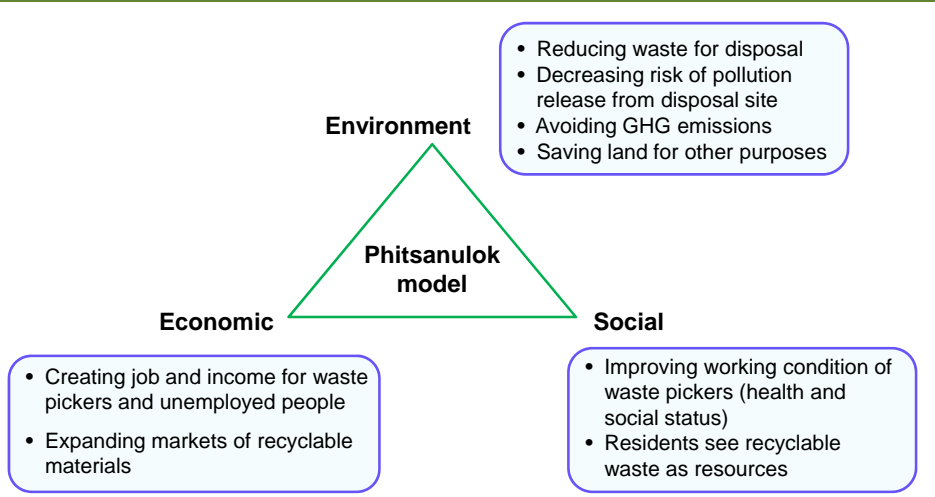 • Reducing waste for disposal
• Decreasing risk of pollution
release from disposal site
• Avoiding GHG emissions
• Saving land for other purposes
Environment
Phitsanulok
model
Economic
Social
• Creating job and income for waste
pickers and unemployed people
• Expanding markets of recyclable
materials
• Improving working condition of
waste pickers (health and
social status)
• Residents see recyclable
waste as resources